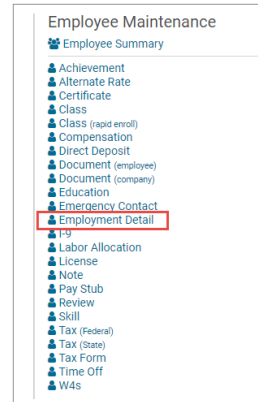 Employee Maintenance
Employee Summary
Achievement
Alternate Rate
Certificate
Class
Class (rapid enroll)
Compensation
Direct Deposit
Document (employee)
Document (company)
Education
Emergency Contact
Employment Detail
I-9
Labor Allocation
License
Note
Pay Stub
Review
Skill
Tax (Federal)
Tax (State)
Tax Form
Time Off
W4s